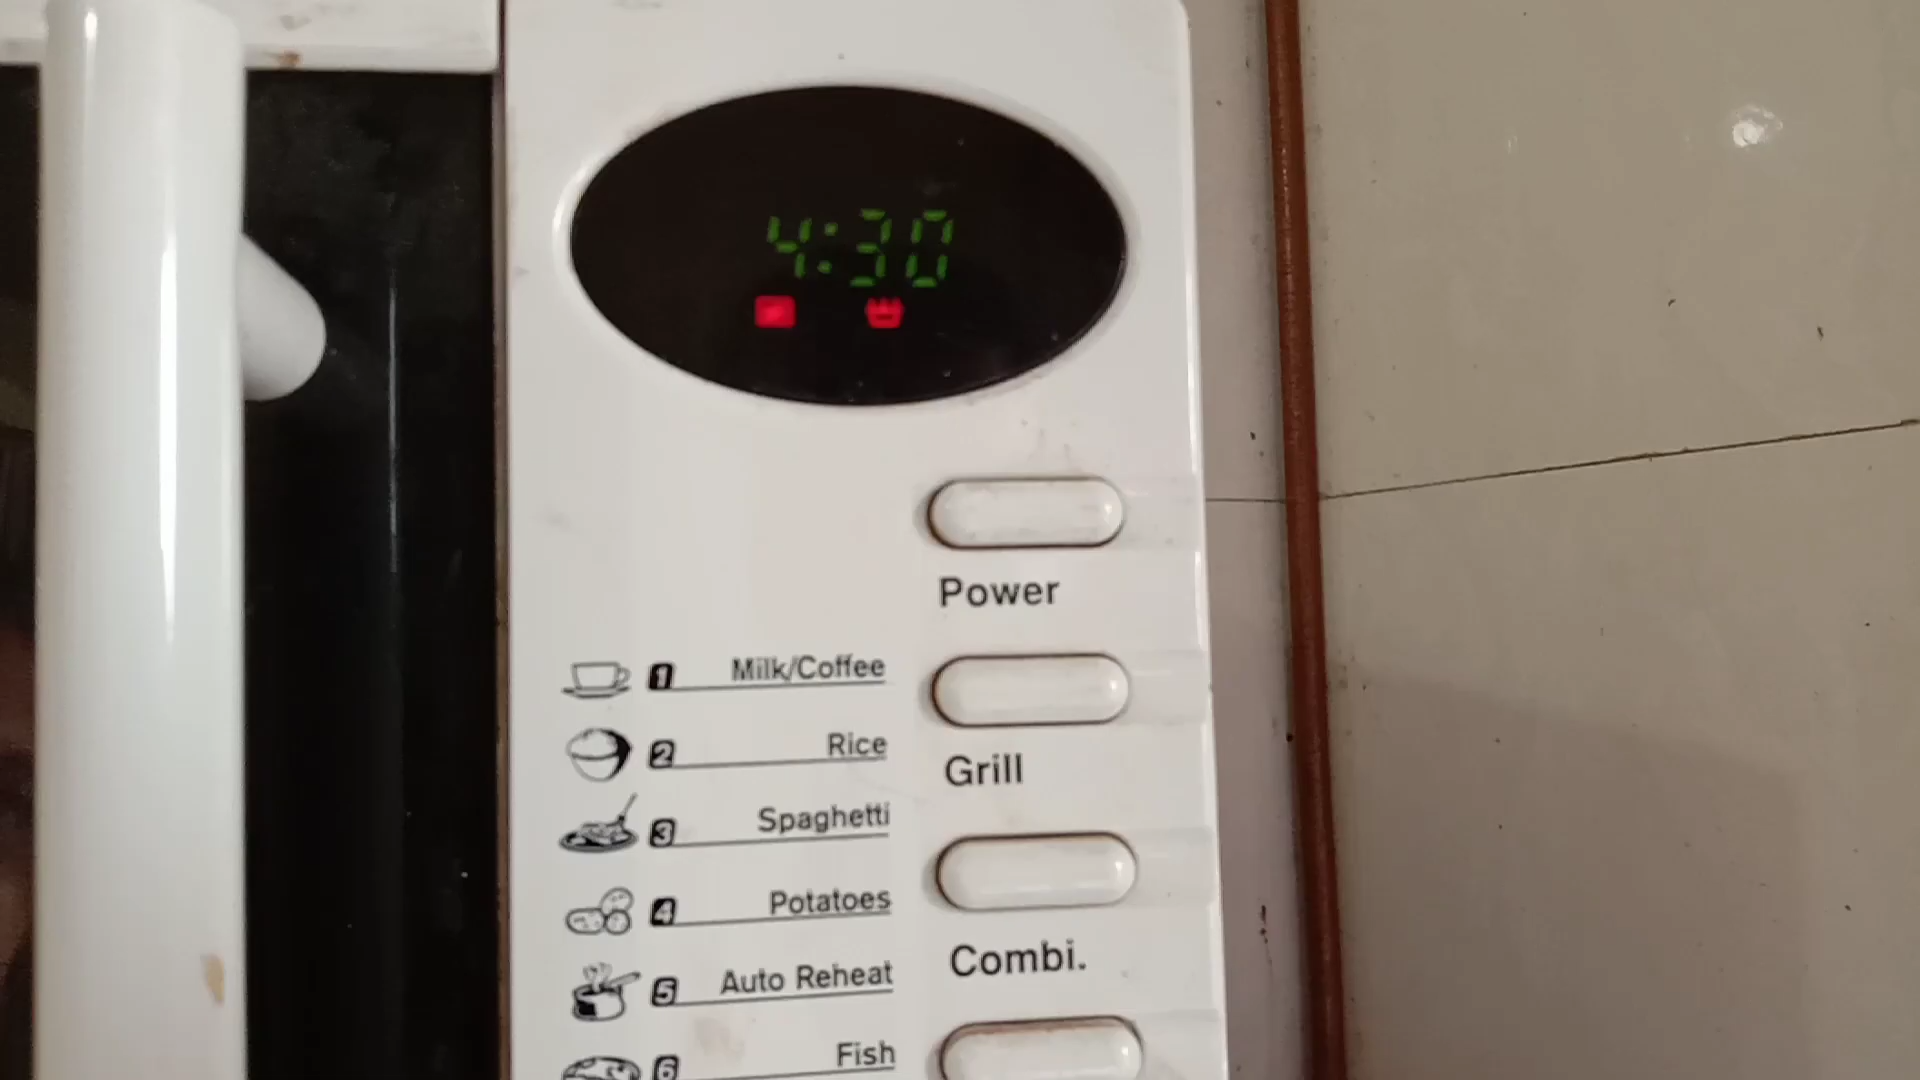 4:30
Power
1 Milk/Coffee
2 Rice
Grill
3 Spaghetti
4 Potatoes
Combi.
5 Auto Reheat
6 Fish